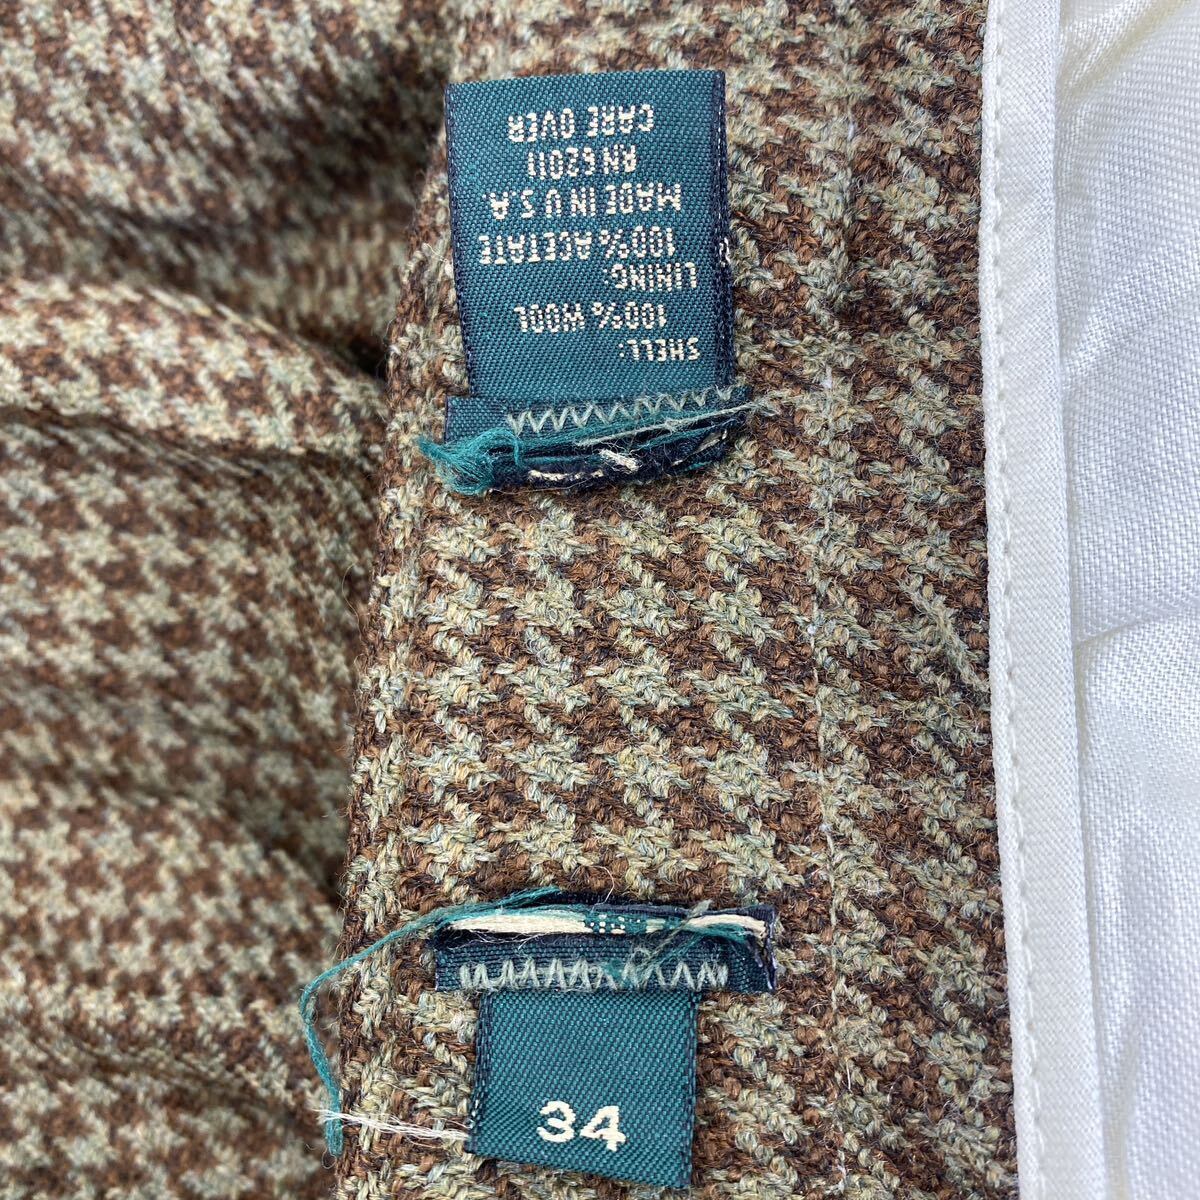 SHELL:
100% WOOL
LINING:
100% ACETATE
MADE IN U.S.A
RN 62011
CARE OVER
34